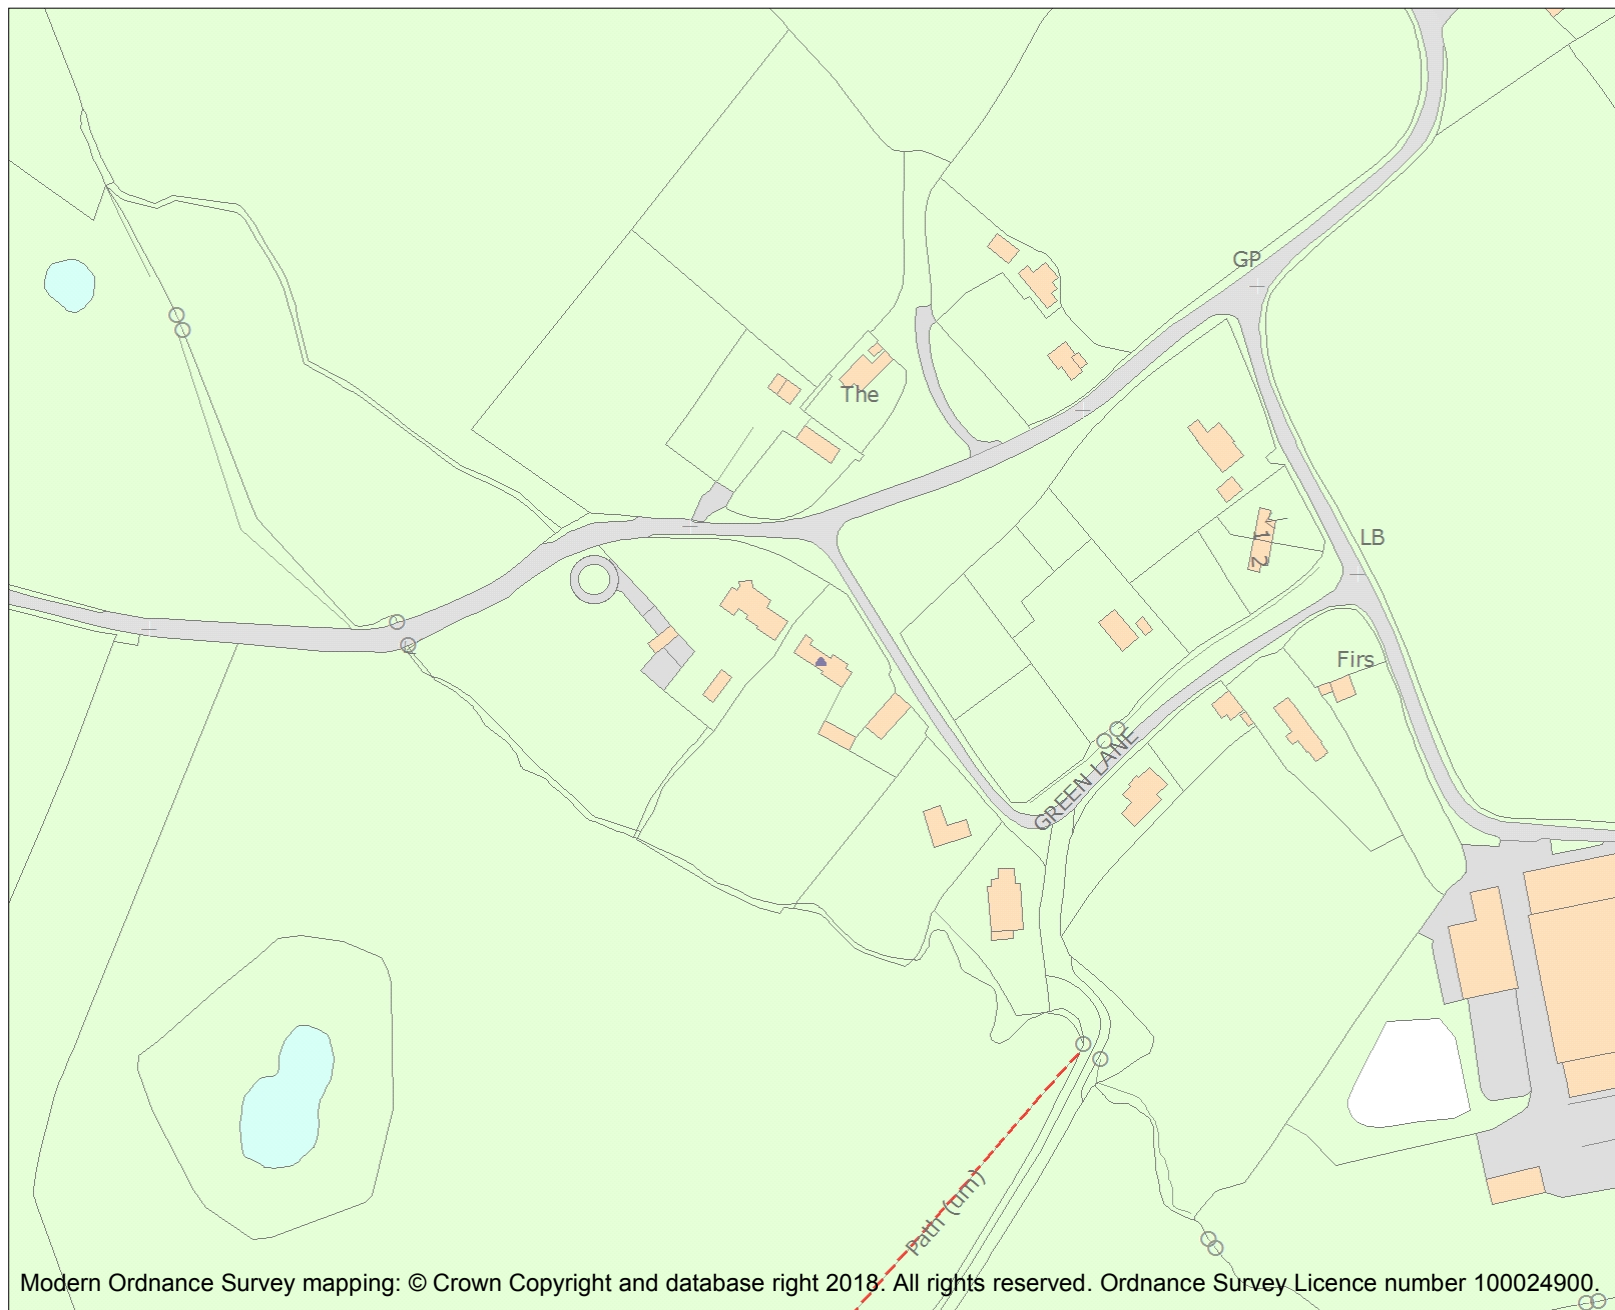 GP
The
LB
1
2
Firs
GREEN LANE
Path (um)
Modern Ordnance Survey mapping: © Crown Copyright and database right 2018. All rights reserved. Ordnance Survey Licence number 100024900.